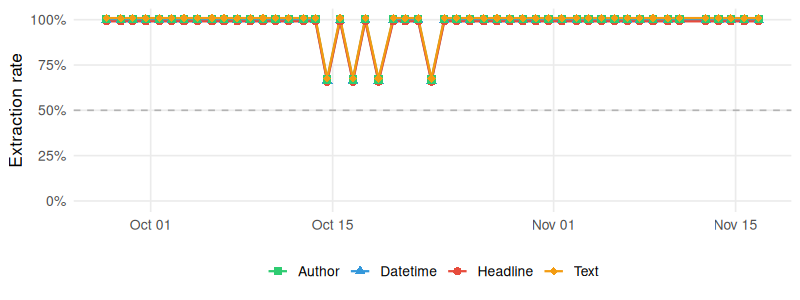 Extraction rate
100%
75%
50%
25%
0%
Oct 01 Oct 15 Nov 01 Nov 15
Author Datetime Headline Text